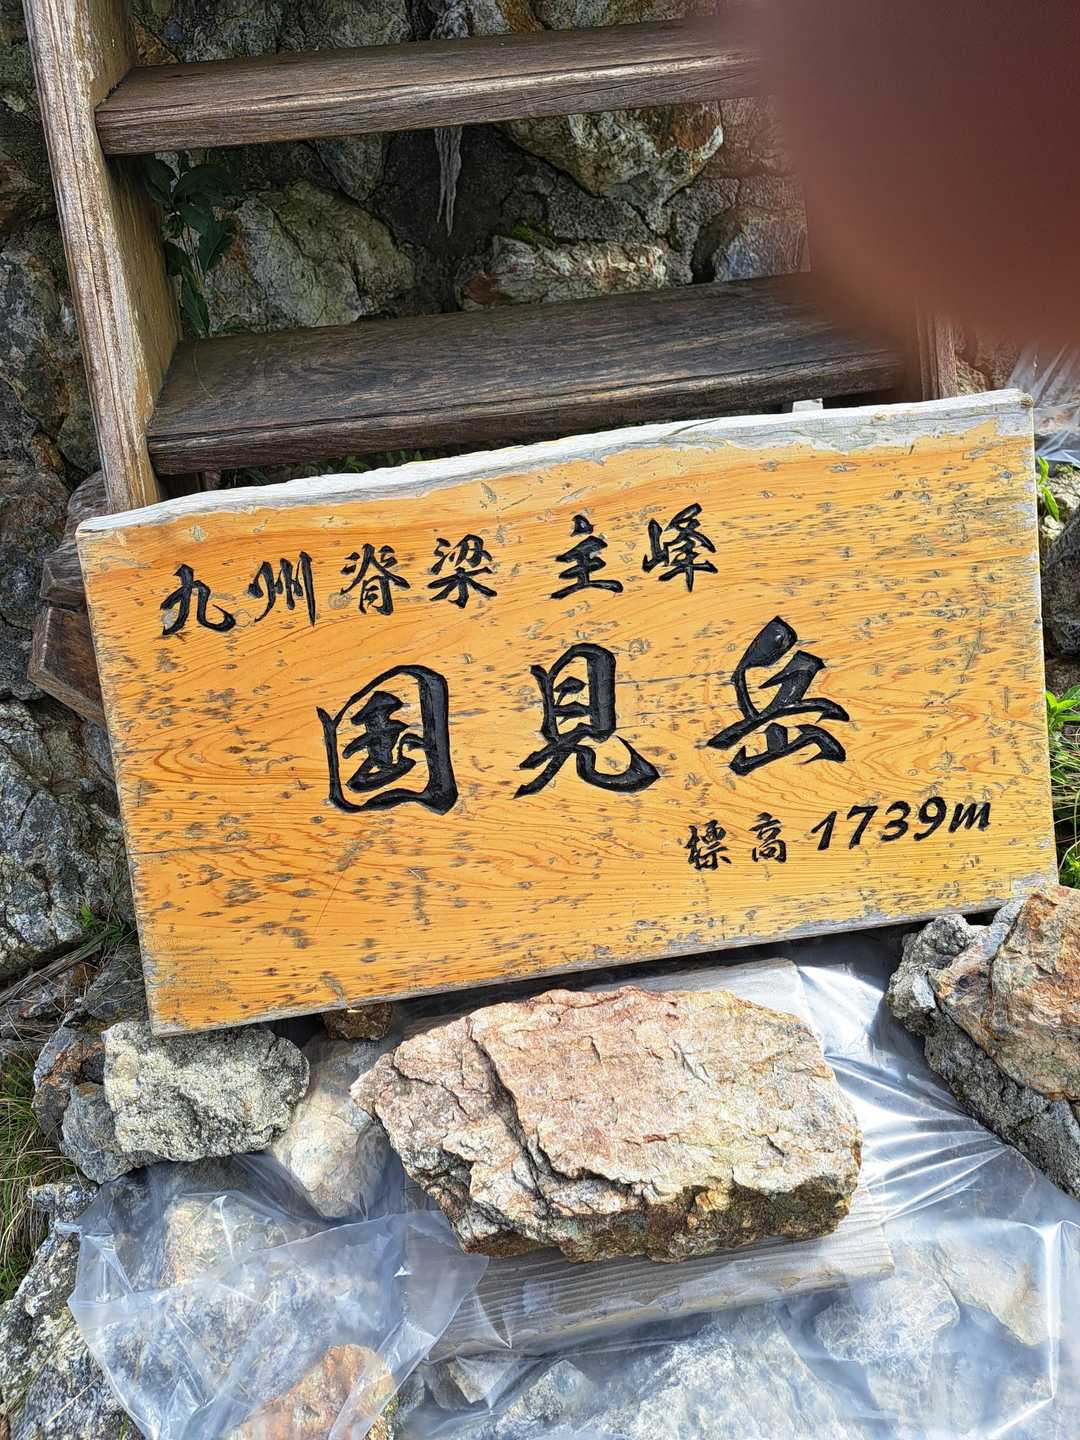 九州脊梁 主峰
国見岳
標高 1739m